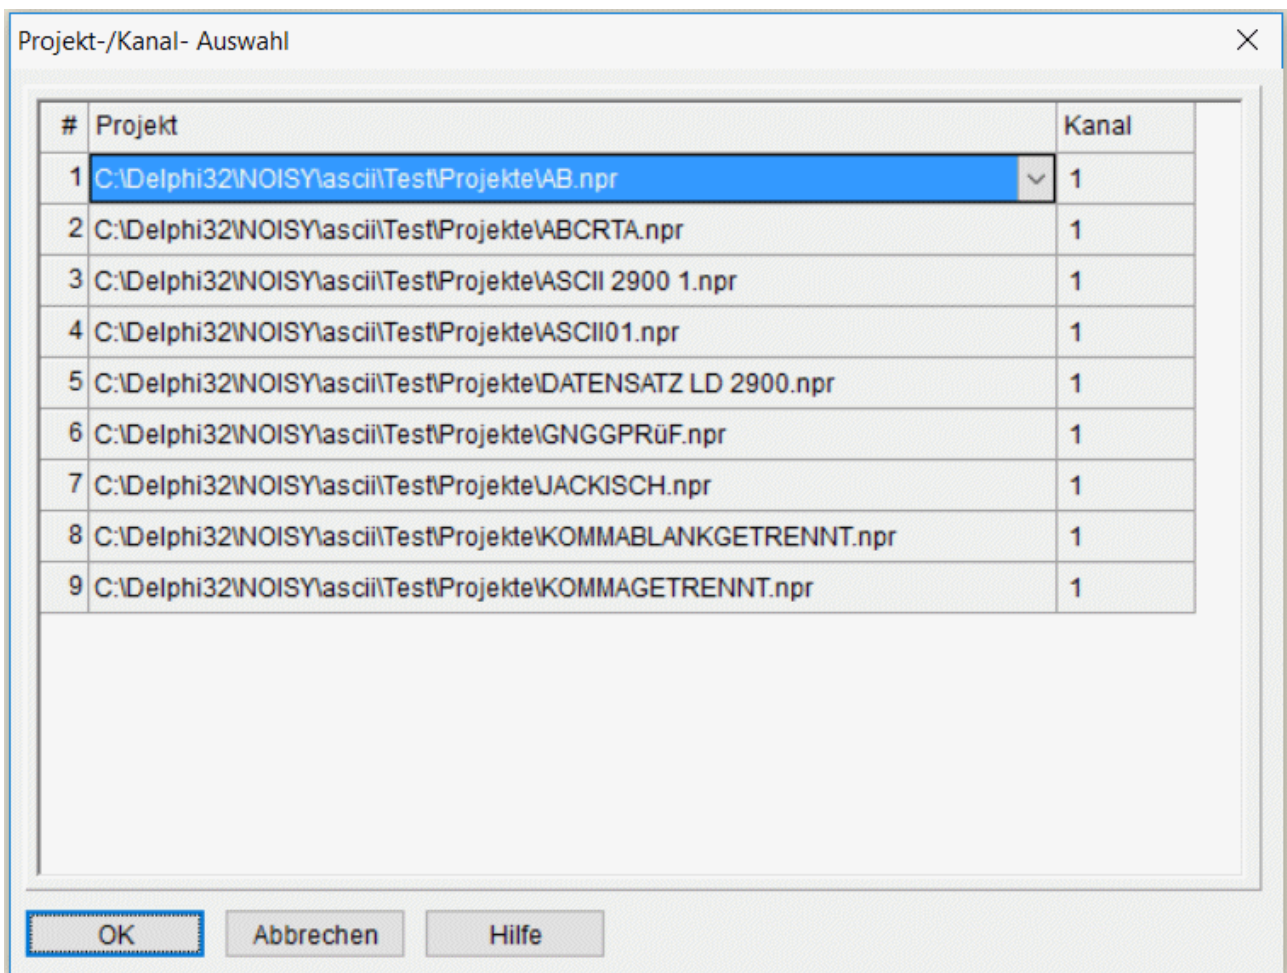 Projekt-/Kanal- Auswahl
# Projekt Kanal
1 C:\Delphi32\NOISY\ascii\Test\Projekte\AB.npr 1
2 C:\Delphi32\NOISY\ascii\Test\Projekte\ABCRTA.npr 1
3 C:\Delphi32\NOISY\ascii\Test\Projekte\ASCII 2900 1.npr 1
4 C:\Delphi32\NOISY\ascii\Test\Projekte\ASCII01.npr 1
5 C:\Delphi32\NOISY\ascii\Test\Projekte\DATENSATZ LD 2900.npr 1
6 C:\Delphi32\NOISY\ascii\Test\Projekte\GNGGPRüF.npr 1
7 C:\Delphi32\NOISY\ascii\Test\Projekte\JACKISCH.npr 1
8 C:\Delphi32\NOISY\ascii\Test\Projekte\KOMMABLANKGETRENNT.npr 1
9 C:\Delphi32\NOISY\ascii\Test\Projekte\KOMMAGETRENNT.npr 1
OK Abbrechen Hilfe